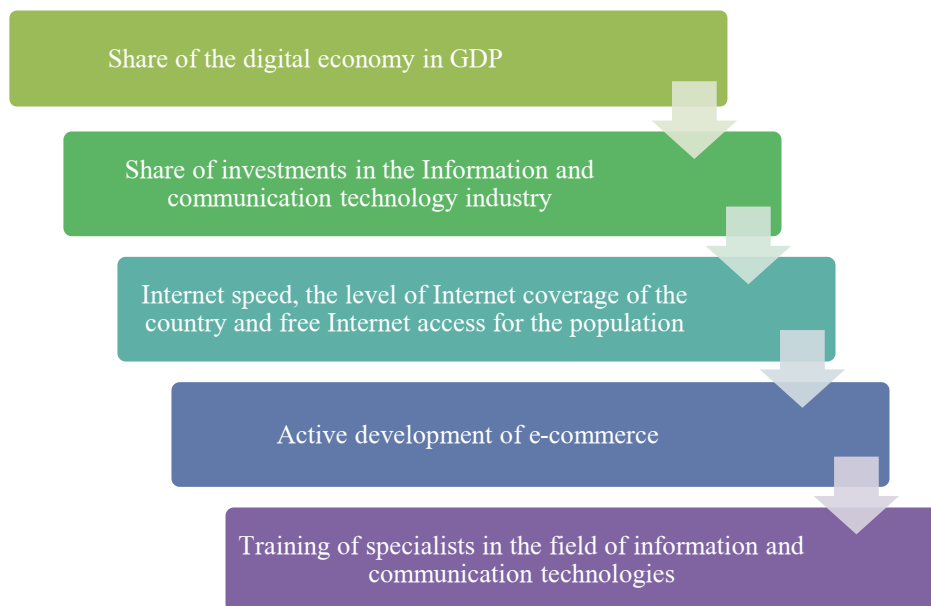 Share of the digital economy in GDP
Share of investments in the Information and
communication technology industry
Internet speed, the level of Internet coverage of the
country and free Internet access for the population
Active development of e-commerce
Training of specialists in the field of information and
communication technologies